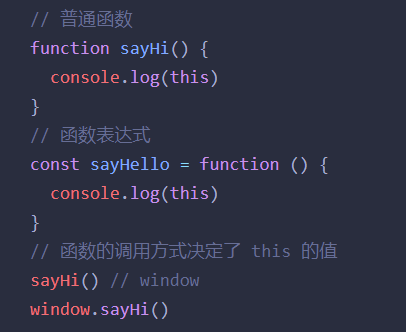 // 普通函数
function sayHi() {
  console.log(this)
}
// 函数表达式
const sayHello = function () {
  console.log(this)
}
// 函数的调用方式决定了 this 的值
sayHi() // window
window.sayHi()